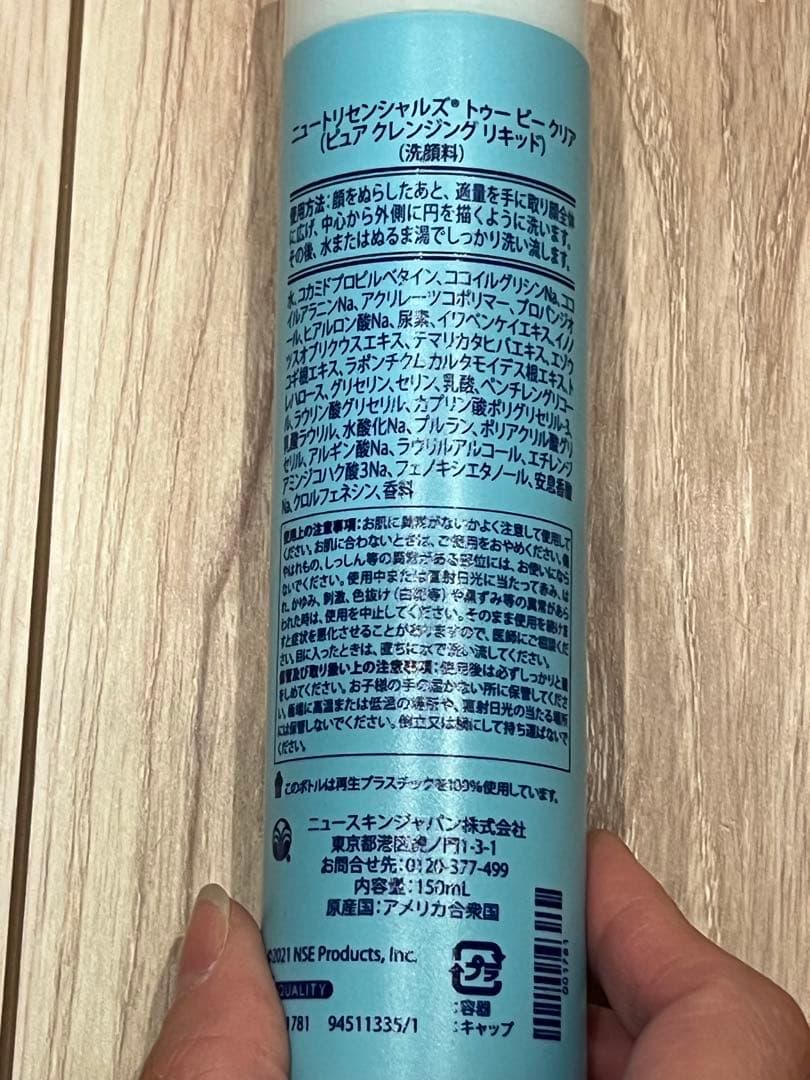 ニュートリセンシャルズ® トゥー ビー クリア
(ピュア クレンジング リキッド)
(洗顔料)
使用方法：顔をぬらしたあと、適量を手に取り顔全体
に広げ、中心から外側に円を描くように洗います。
その後、水またはぬるま湯でしっかり洗い流します。
水、コカミドプロピルベタイン、ココイルグリシンNa、ココ
イルアラニンNa、アクリレーツコポリマー、プロパンジオ
ール、ヒアルロン酸Na、尿素、イワベンケイエキス、イノノ
ツスオブリクウスエキス、テマリカタヒバエキス、エゾウ
コギ根エキス、ラポンチクムカルタモイデス根エキス、ト
レハロース、グリセリン、セリン、乳酸、ペンチレングリコー
ル、ラウリン酸グリセリル、カプリン酸ポリグリセリル-3、
乳酸ラウリル、水酸化Na、プルラン、ポリアクリル酸グリ
セリル、アルギン酸Na、ラウリルアルコール、エチレンジ
アミンジコハク酸3Na、フェノキシエタノール、安息香酸
Na、クロルフェネシン、香料
使用上の注意事項：お肌に異常がないかよく注意して使用して
ください。お肌に合わないときは、ご使用をおやめください。傷
やはれもの、しっしん等の異常がある部位には、お使いになら
ないでください。使用中または直射日光に当たって赤み、は
れ、かゆみ、刺激、色抜け(白斑等)や黒ずみ等の異常があら
われた時は、使用を中止してください。そのまま使用を続けま
すと症状を悪化させることがありますので、医師にご相談くだ
さい。目に入ったときは、直ちに水で洗い流してください。
保管及び取り扱い上の注意事項：使用後は必ずしっかりと蓋
をしめてください。お子様の手の届かない所に保管してくださ
い。極端に高温または低温の場所や、直射日光の当たる場所
には保管しないでください。倒立又は横にして持ち運ばないで
ください。
このボトルは再生プラスチックを100%使用しています。
ニュースキンジャパン株式会社
東京都港区虎ノ門1-3-1
お問合せ先：0120-377-499
内容量：150mL
原産国：アメリカ合衆国
©2021 NSE Products, Inc.
QUALITY
プラ
:容器
:キャップ
1781 94511335/1
001781